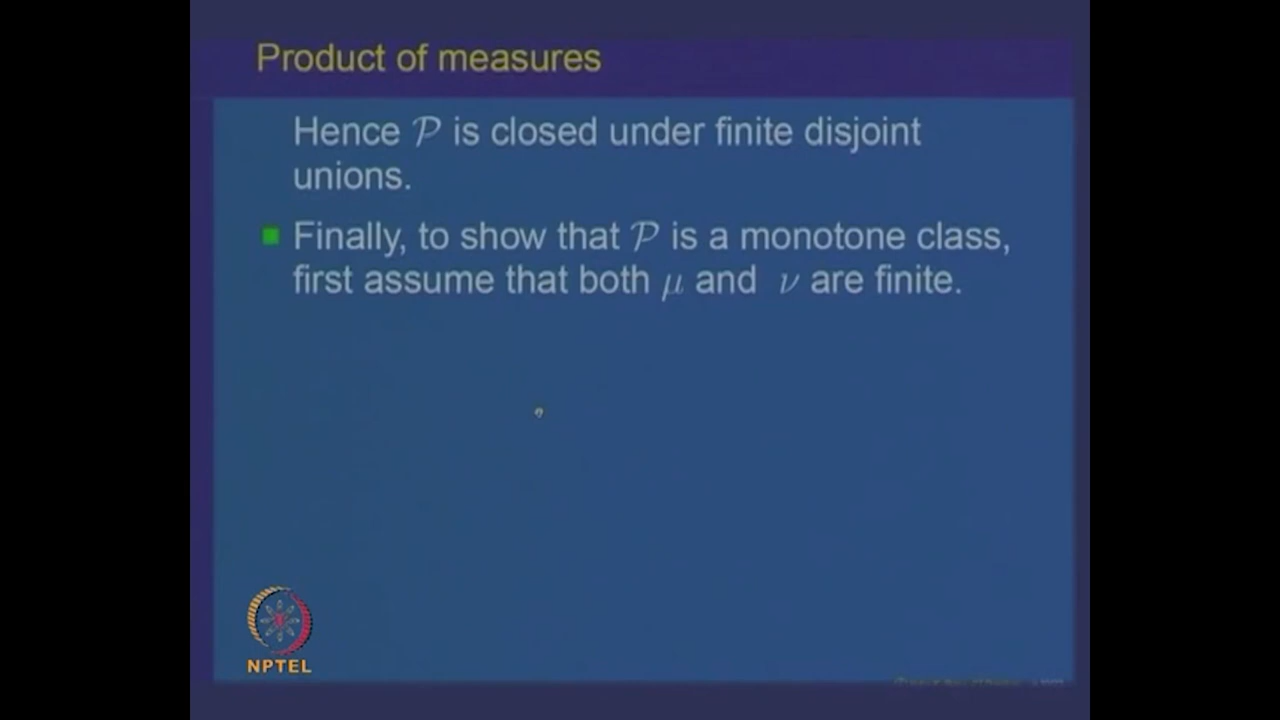 Product of measures
Hence 𝒫 is closed under finite disjoint
unions.
■ Finally, to show that 𝒫 is a monotone class,
first assume that both μ and ν are finite.
NPTEL